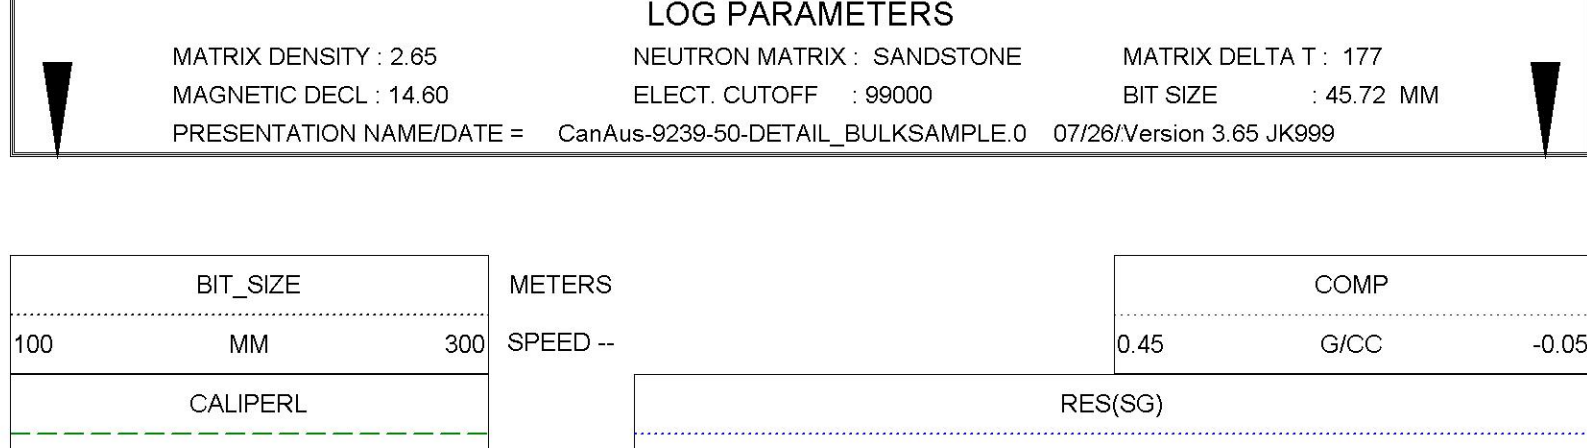 LOG PARAMETERS
MATRIX DENSITY : 2.65 NEUTRON MATRIX : SANDSTONE MATRIX DELTA T : 177
MAGNETIC DECL : 14.60 ELECT. CUTOFF : 99000 BIT SIZE : 45.72 MM
PRESENTATION NAME/DATE = CanAus-9239-50-DETAIL_BULKSAMPLE.0 07/26/Version 3.65 JK999
BIT_SIZE METERS COMP
100 MM 300 SPEED -- 0.45 G/CC -0.05
CALIPERL RES(SG)